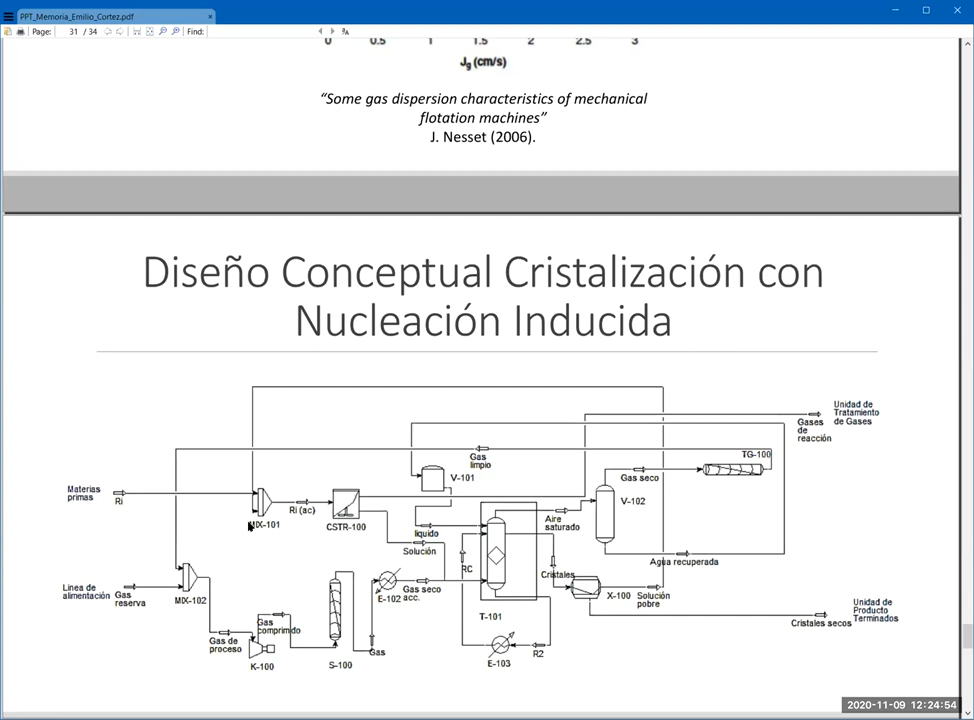 PPT_Memoria_Emilio_Cortez.pdf
×
Page: 31 / 34 Find:
0 0.5 1 1.5 2 2.5 3
Jg (cm/s)
“Some gas dispersion characteristics of mechanical
flotation machines”
J. Nesset (2006).
Diseño Conceptual Cristalización con
Nucleación Inducida
Unidad de
Tratamiento
de Gases
Gases
de
reacción
Gas
limpio
TG-100
V-101
Gas seco
Materias
primas
Ri
Ri (ac)
V-102
MIX-101
CSTR-100
Aire
saturado
líquido
Solución
Agua recuperada
RC
Cristales
Linea de
alimentación
Gas
reserva
MIX-102
E-102
Gas seco
acc.
X-100
Solución
pobre
Unidad de
Producto
Terminados
Cristales secos
T-101
Gas
comprimido
Gas de
proceso
K-100
S-100
Gas
E-103
R2
2020-11-09 12:24:54